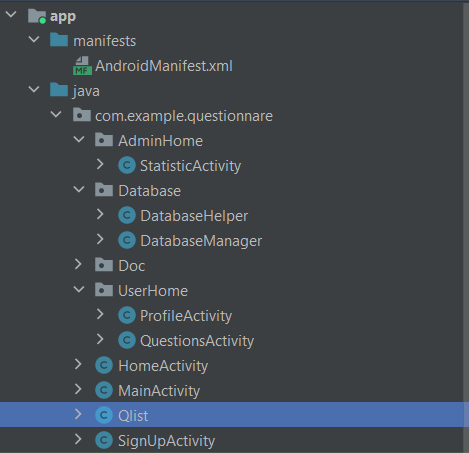 app
manifests
MF AndroidManifest.xml
java
com.example.questionnare
AdminHome
C StatisticActivity
Database
C DatabaseHelper
C DatabaseManager
Doc
UserHome
C ProfileActivity
C QuestionsActivity
C HomeActivity
C MainActivity
C Qlist
C SignUpActivity